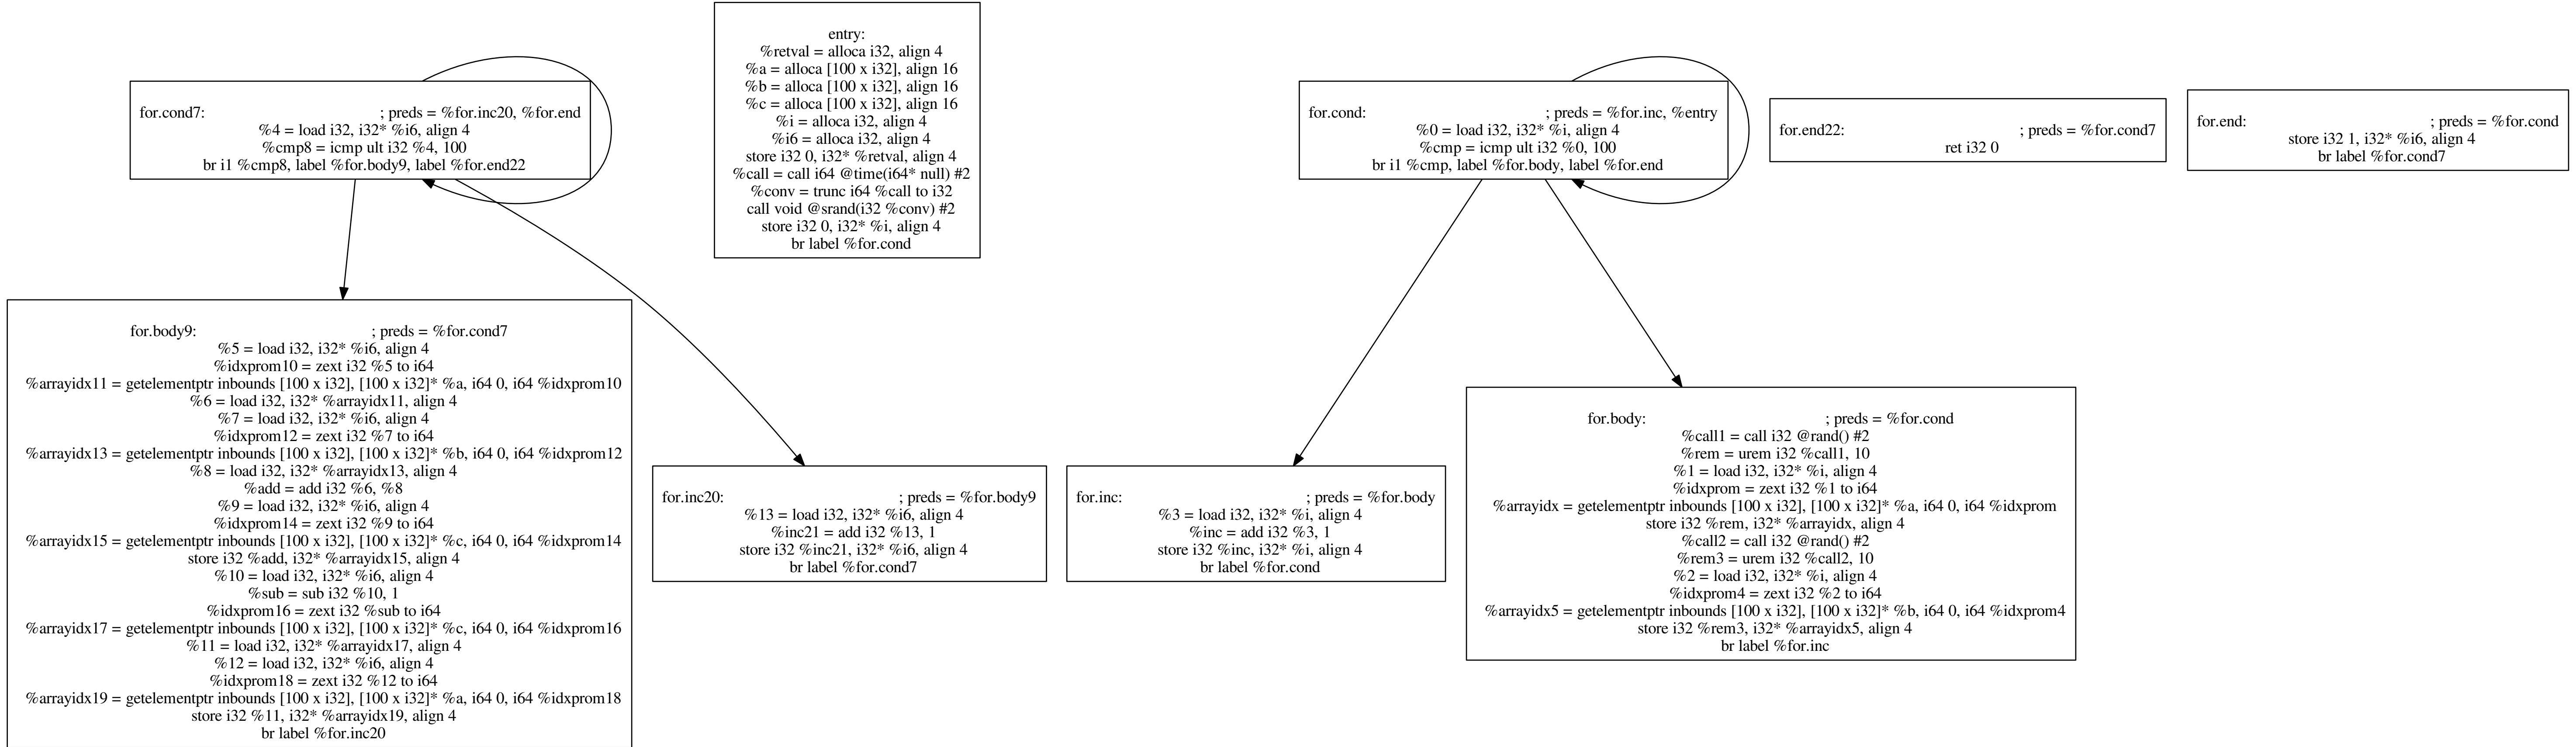 for.cond7: ; preds = %for.inc20, %for.end
%4 = load i32, i32* %i6, align 4
%cmp8 = icmp ult i32 %4, 100
br i1 %cmp8, label %for.body9, label %for.end22
entry:
%retval = alloca i32, align 4
%a = alloca [100 x i32], align 16
%b = alloca [100 x i32], align 16
%c = alloca [100 x i32], align 16
%i = alloca i32, align 4
%i6 = alloca i32, align 4
store i32 0, i32* %retval, align 4
%call = call i64 @time(i64* null) #2
%conv = trunc i64 %call to i32
call void @srand(i32 %conv) #2
store i32 0, i32* %i, align 4
br label %for.cond
for.cond: ; preds = %for.inc, %entry
%0 = load i32, i32* %i, align 4
%cmp = icmp ult i32 %0, 100
br i1 %cmp, label %for.body, label %for.end
for.end22: ; preds = %for.cond7
ret i32 0
for.end: ; preds = %for.cond
store i32 1, i32* %i6, align 4
br label %for.cond7
for.body9: ; preds = %for.cond7
%5 = load i32, i32* %i6, align 4
%idxprom10 = zext i32 %5 to i64
%arrayidx11 = getelementptr inbounds [100 x i32], [100 x i32]* %a, i64 0, i64 %idxprom10
%6 = load i32, i32* %arrayidx11, align 4
%7 = load i32, i32* %i6, align 4
%idxprom12 = zext i32 %7 to i64
%arrayidx13 = getelementptr inbounds [100 x i32], [100 x i32]* %b, i64 0, i64 %idxprom12
%8 = load i32, i32* %arrayidx13, align 4
%add = add i32 %6, %8
%9 = load i32, i32* %i6, align 4
%idxprom14 = zext i32 %9 to i64
%arrayidx15 = getelementptr inbounds [100 x i32], [100 x i32]* %c, i64 0, i64 %idxprom14
store i32 %add, i32* %arrayidx15, align 4
%10 = load i32, i32* %i6, align 4
%sub = sub i32 %10, 1
%idxprom16 = zext i32 %sub to i64
%arrayidx17 = getelementptr inbounds [100 x i32], [100 x i32]* %c, i64 0, i64 %idxprom16
%11 = load i32, i32* %arrayidx17, align 4
%12 = load i32, i32* %i6, align 4
%idxprom18 = zext i32 %12 to i64
%arrayidx19 = getelementptr inbounds [100 x i32], [100 x i32]* %a, i64 0, i64 %idxprom18
store i32 %11, i32* %arrayidx19, align 4
br label %for.inc20
for.inc20: ; preds = %for.body9
%13 = load i32, i32* %i6, align 4
%inc21 = add i32 %13, 1
store i32 %inc21, i32* %i6, align 4
br label %for.cond7
for.inc: ; preds = %for.body
%3 = load i32, i32* %i, align 4
%inc = add i32 %3, 1
store i32 %inc, i32* %i, align 4
br label %for.cond
for.body: ; preds = %for.cond
%call1 = call i32 @rand() #2
%rem = urem i32 %call1, 10
%1 = load i32, i32* %i, align 4
%idxprom = zext i32 %1 to i64
%arrayidx = getelementptr inbounds [100 x i32], [100 x i32]* %a, i64 0, i64 %idxprom
store i32 %rem, i32* %arrayidx, align 4
%call2 = call i32 @rand() #2
%rem3 = urem i32 %call2, 10
%2 = load i32, i32* %i, align 4
%idxprom4 = zext i32 %2 to i64
%arrayidx5 = getelementptr inbounds [100 x i32], [100 x i32]* %b, i64 0, i64 %idxprom4
store i32 %rem3, i32* %arrayidx5, align 4
br label %for.inc